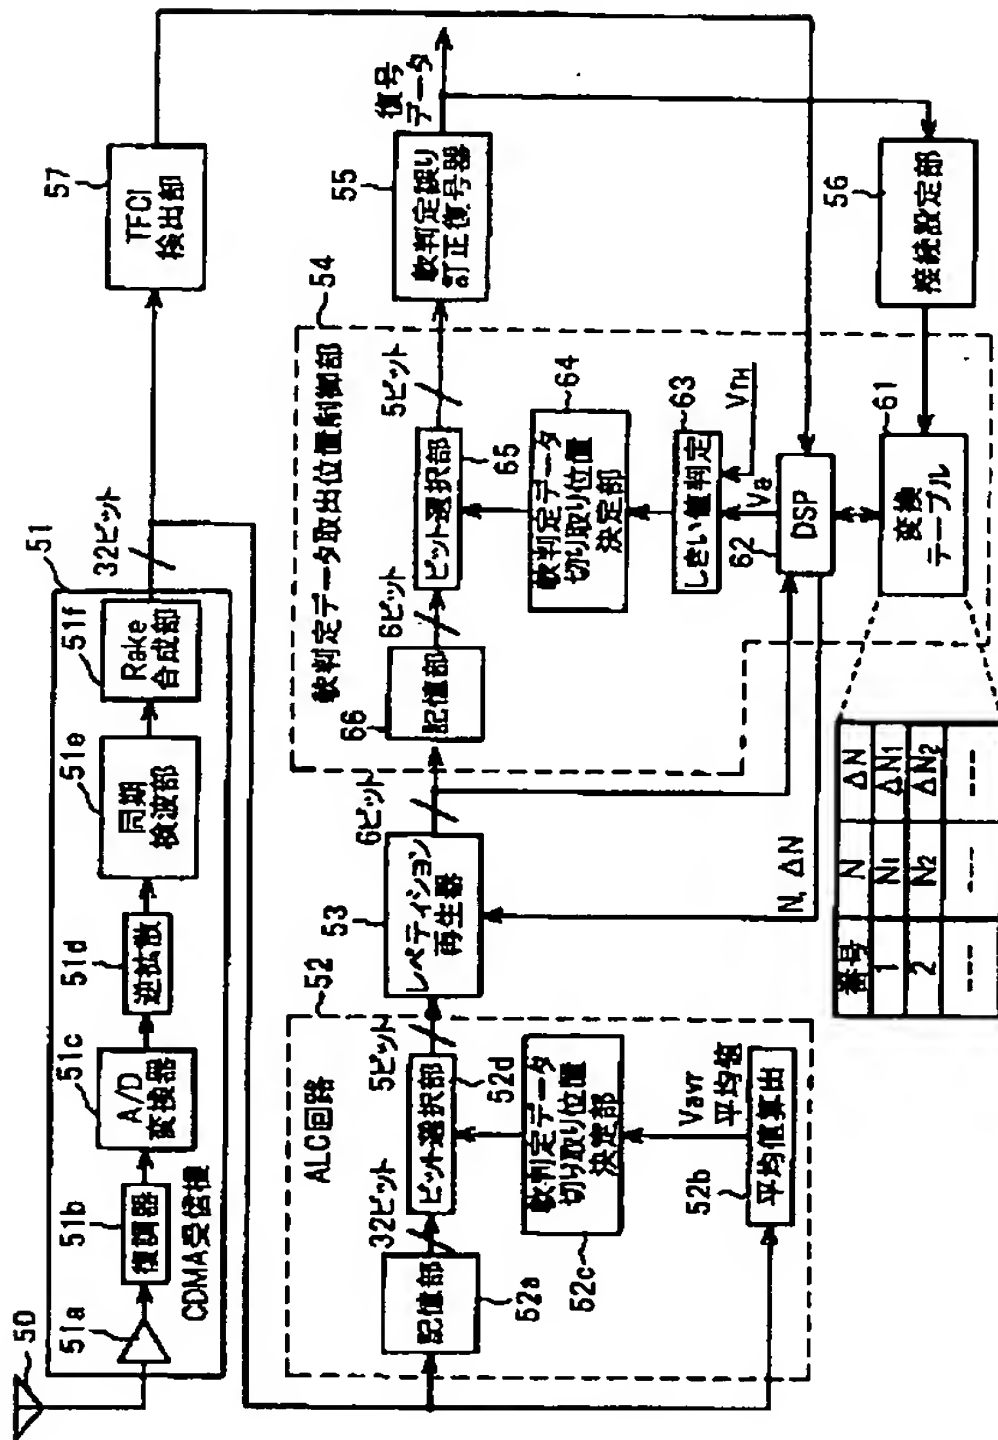 50
51
CDMA受信機
51a
51b
復調器
51c
A/D
変換器
51d
逆拡散
51e
同期
検波部
51f
Rake
合成部
32ビット
57
TFCI
検出部
52
ALC回路
52a
記憶部
32ビット
ビット選択部
52d
5ビット
52c
軟判定データ
切り取り位置
決定部
Vavr
平均値
52b
平均値算出
53
レペティション
再生器
6ビット
N, ΔN
54
軟判定データ取出位置制御部
66
記憶部
6ビット
ビット選択部
65
5ビット
軟判定データ
切り取り位置
決定部
64
しきい値判定
63
VTH
Va
62
DSP
61
変換
テーブル
55
軟判定誤り
訂正復号器
復号
データ
56
接続設定部
番号 N ΔN
1 N1 ΔN1
2 N2 ΔN2
--- --- ---